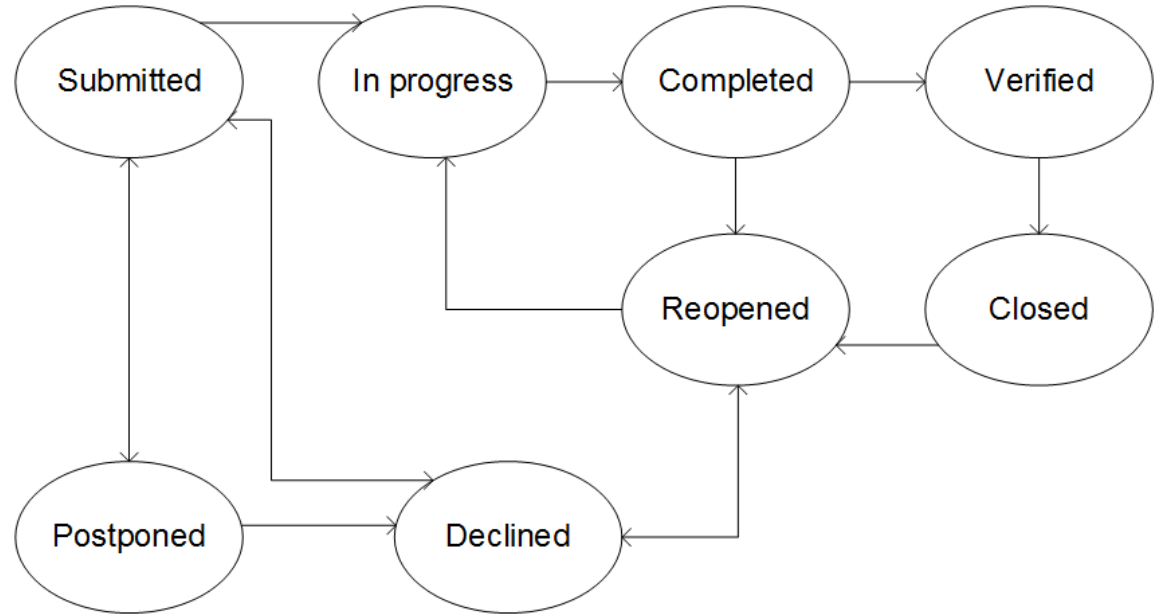 Submitted
In progress
Completed
Verified
Reopened
Closed
Postponed
Declined